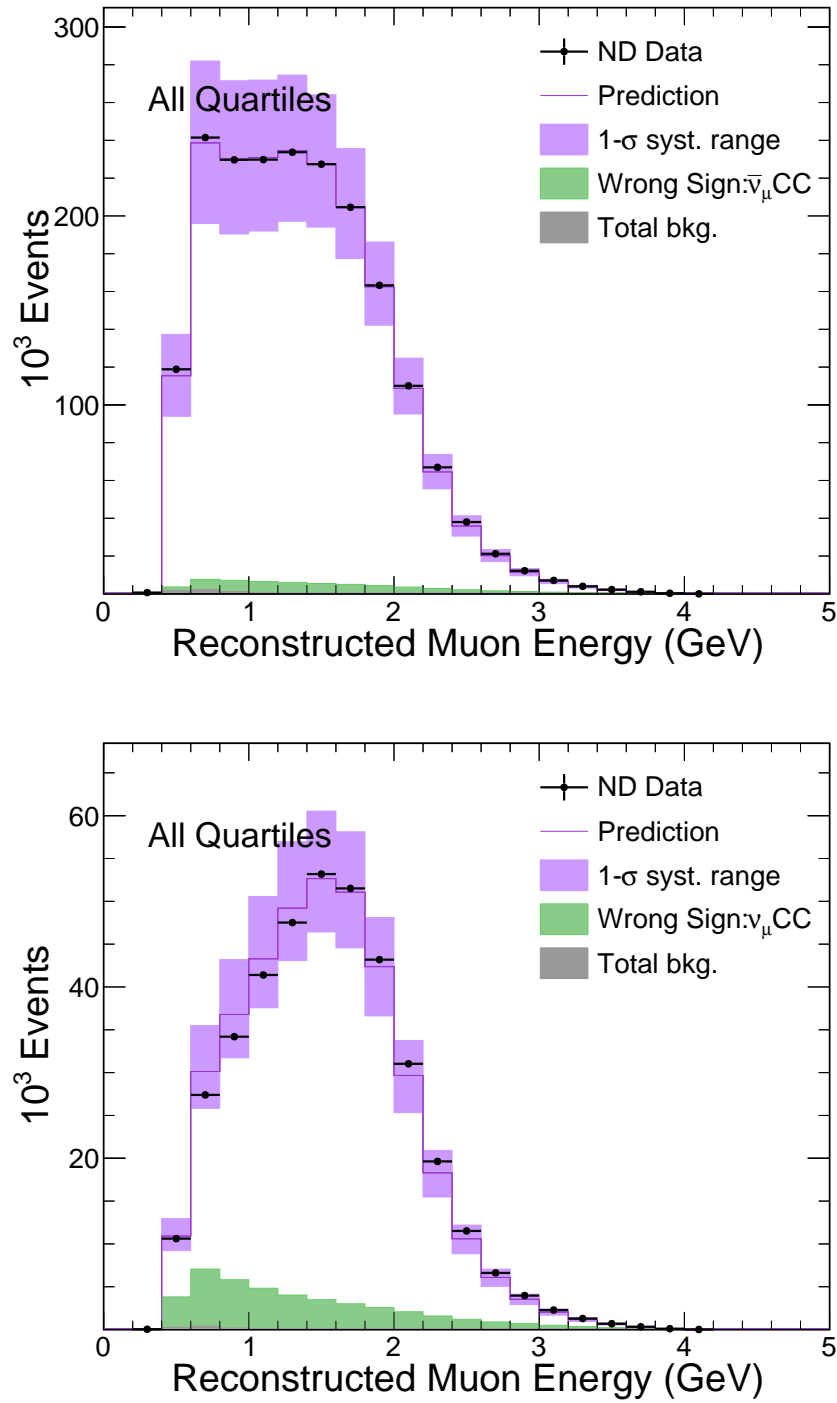 300
200
100
10³ Events
All Quartiles
ND Data
Prediction
1-σ syst. range
Wrong Sign:ν̅μCC
Total bkg.
0 1 2 3 4 5
Reconstructed Muon Energy (GeV)
60
40
20
10³ Events
All Quartiles
ND Data
Prediction
1-σ syst. range
Wrong Sign:νμCC
Total bkg.
0 1 2 3 4 5
Reconstructed Muon Energy (GeV)